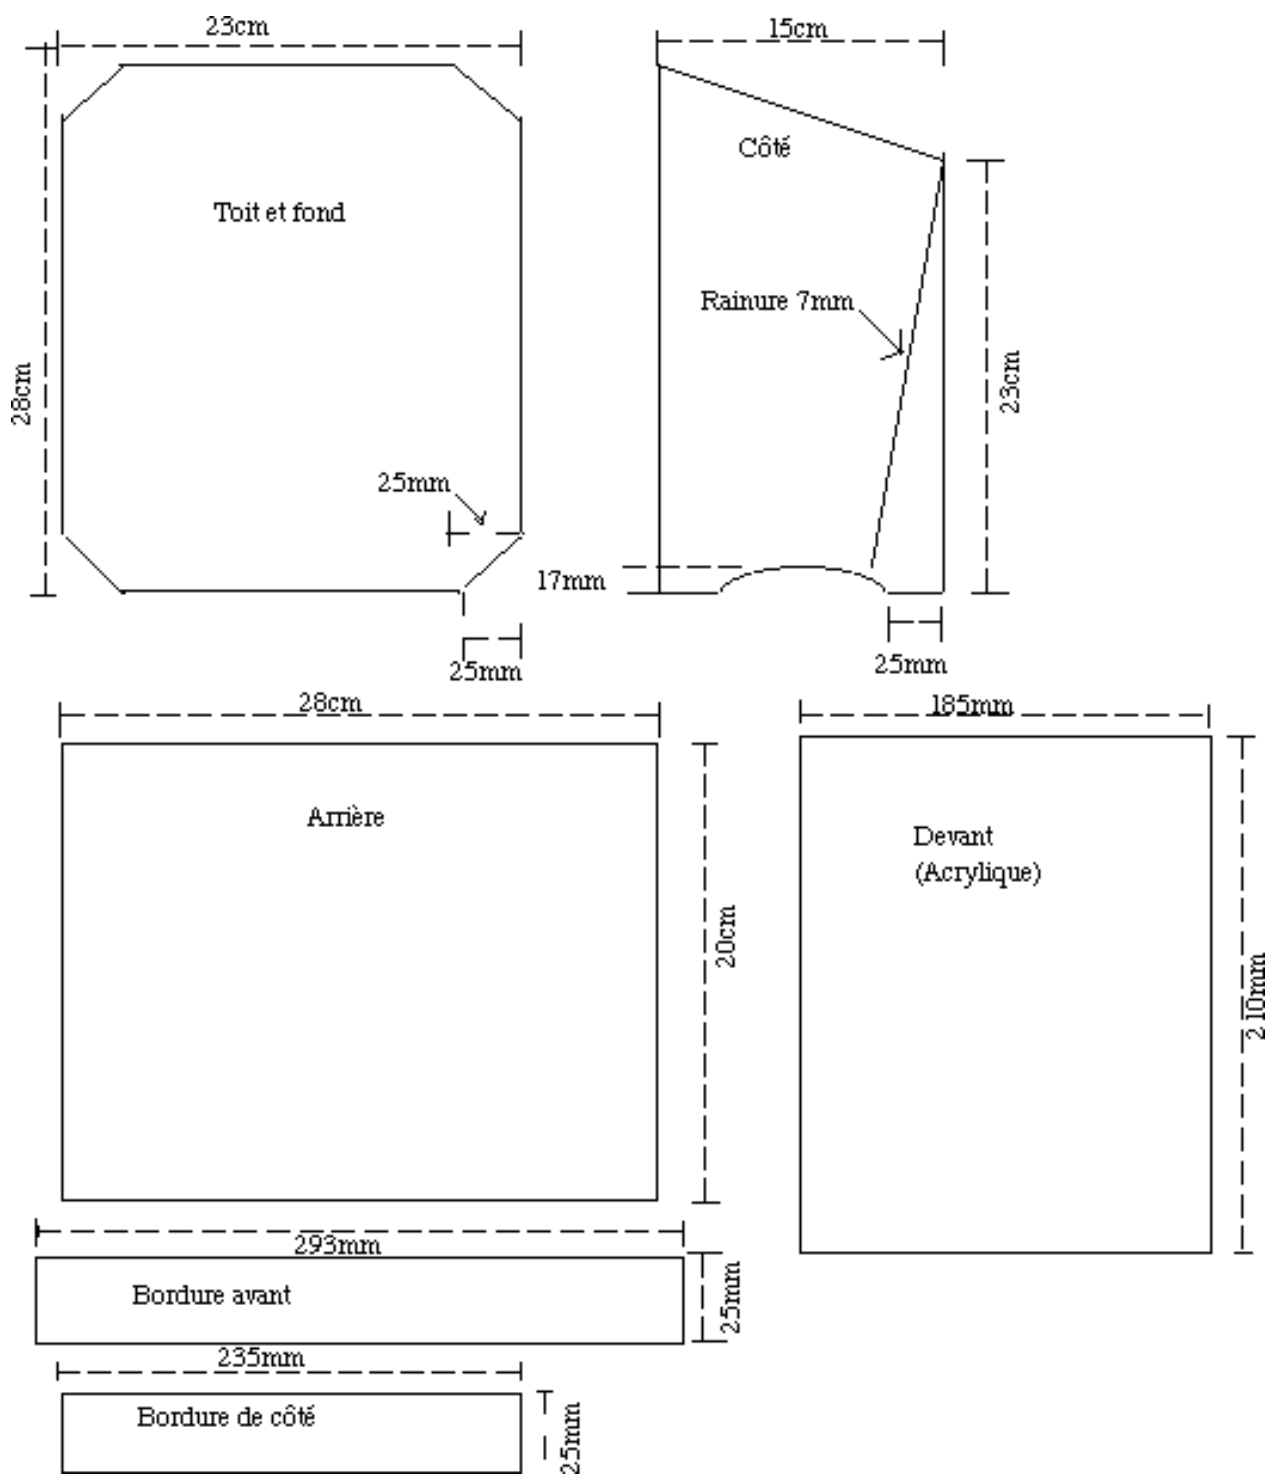 23cm
15cm
Côté
Toit et fond
Rainure 7mm
28cm
23cm
25mm
17mm
25mm
25mm
28cm
185mm
Arrière
Devant
(Acrylique)
20cm
210mm
293mm
Bordure avant
25mm
235mm
Bordure de côté
25mm